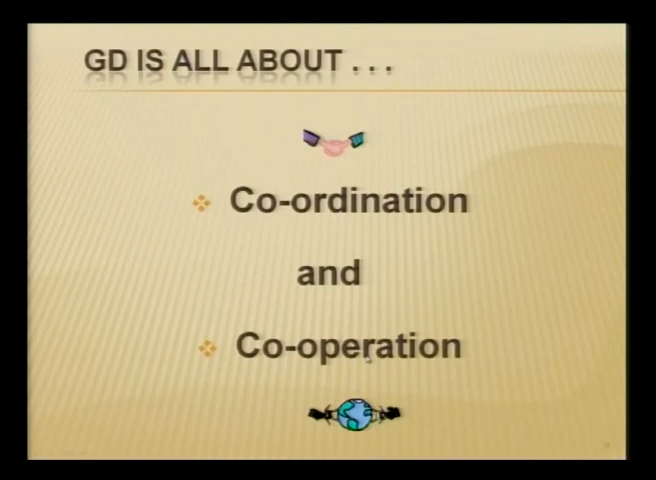 GD IS ALL ABOUT . . .
Co-ordination
and
Co-operation